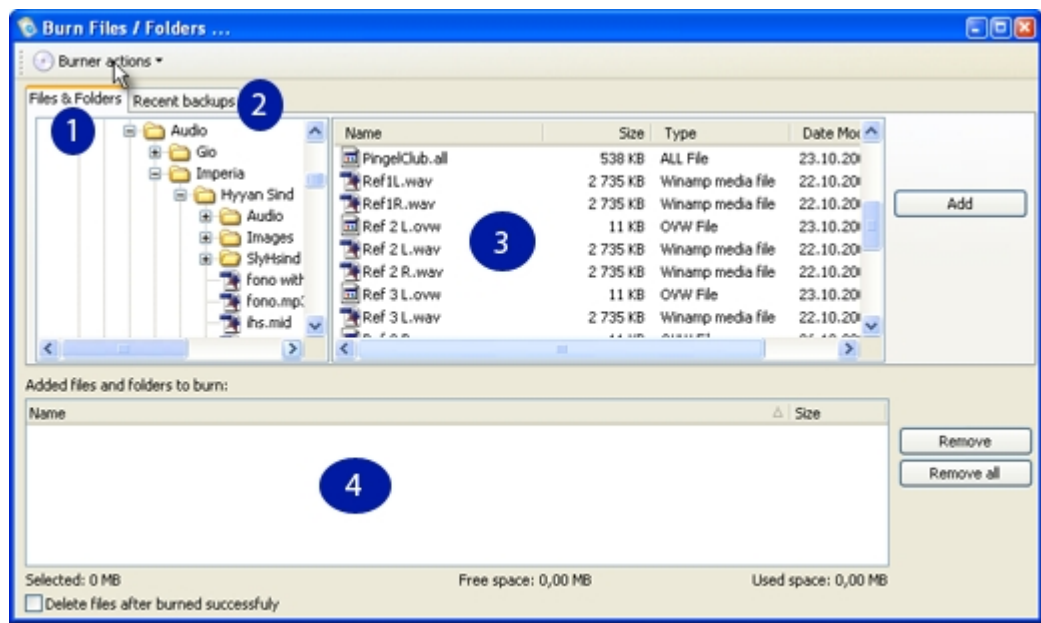 Burn Files / Folders ...
Burner actions
Files & Folders Recent backups 2
1
Audio
Gio
Imperia
Hyyan Sind
Audio
Images
SlyHsind
fono with
fono.mp3
ihs.mid
Name Size Type Date Mo
PingelClub.all 538 KB ALL File 23.10.20
Ref1L.wav 2 735 KB Winamp media file 22.10.20
Ref1R.wav 2 735 KB Winamp media file 22.10.20
Ref 2 L.ovw 11 KB OVW File 23.10.20
Ref 2 L.wav 2 735 KB Winamp media file 22.10.20
Ref 2 R.wav 2 735 KB Winamp media file 22.10.20
Ref 3 L.ovw 11 KB OVW File 23.10.20
Ref 3 L.wav 2 735 KB Winamp media file 22.10.20
3
Add
Added files and folders to burn:
Name Size
4
Remove
Remove all
Selected: 0 MB Free space: 0,00 MB Used space: 0,00 MB
Delete files after burned successfuly